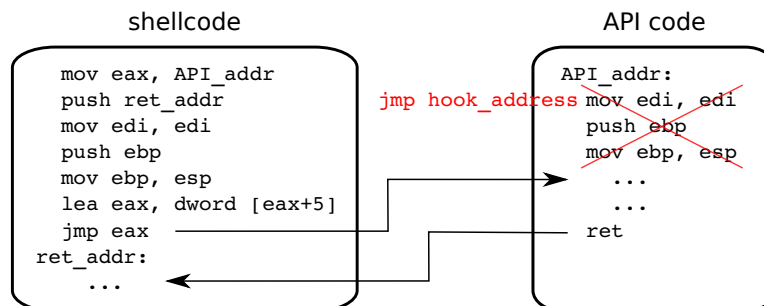 shellcode
mov eax, API_addr
push ret_addr
mov edi, edi
push ebp
mov ebp, esp
lea eax, dword [eax+5]
jmp eax
ret_addr:
...
API code
API_addr:
jmp hook_address mov edi, edi
push ebp
mov ebp, esp
...
...
ret